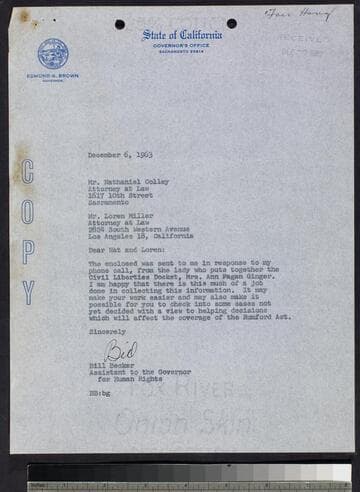 State of California
GOVERNOR'S OFFICE
SACRAMENTO 95814
EDMUND G. BROWN
GOVERNOR
COPY
December 6, 1963
Mr. Nathaniel Colley
Attorney at Law
1617 10th Street
Sacramento
Mr. Loren Miller
Attorney at Law
2824 South Western Avenue
Los Angeles 18, California
Dear Nat and Loren:
The enclosed was sent to me in response to my
phone call, from the lady who puts together the
Civil Liberties Docket, Mrs. Ann Fagan Ginger.
I am happy that there is this much of a job
done in collecting this information. It may
make your work easier and may also make it
possible for you to check into some cases not
yet decided with a view to helping decisions
which will affect the coverage of the Rumford Act.
Sincerely
Bill
Bill Becker
Assistant to the Governor
for Human Rights
BB:bg
Onion Skin